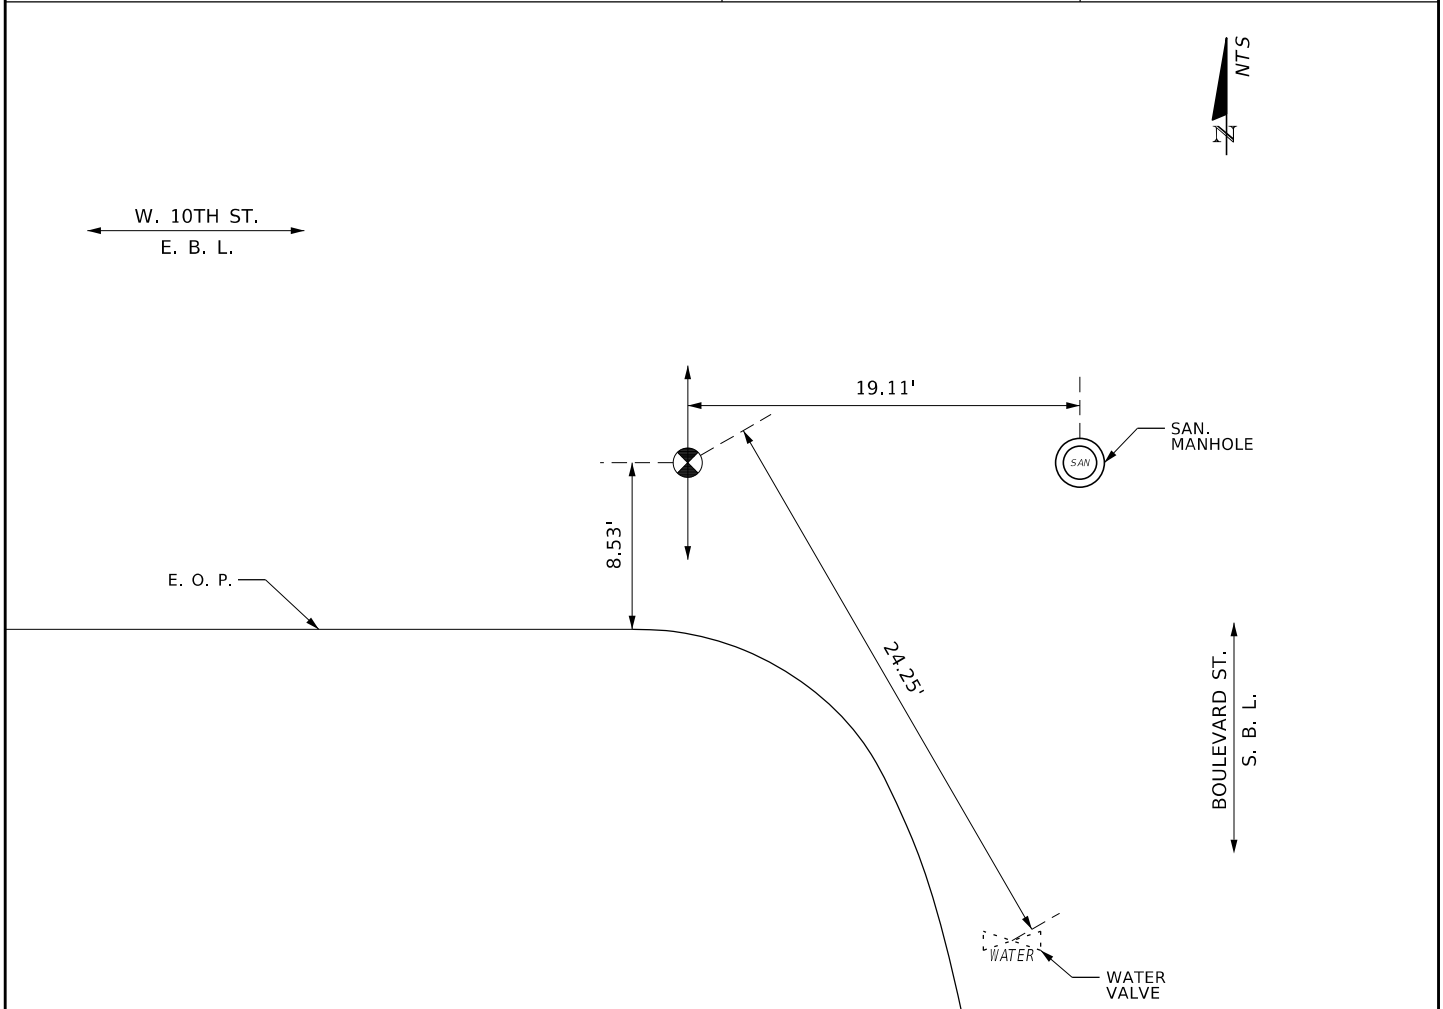 NTS
N
W. 10TH ST.
E. B. L.
19.11'
SAN.
MANHOLE
SAN
8.53'
E. O. P.
24.25'
BOULEVARD ST.
S. B. L.
WATER
WATER
VALVE